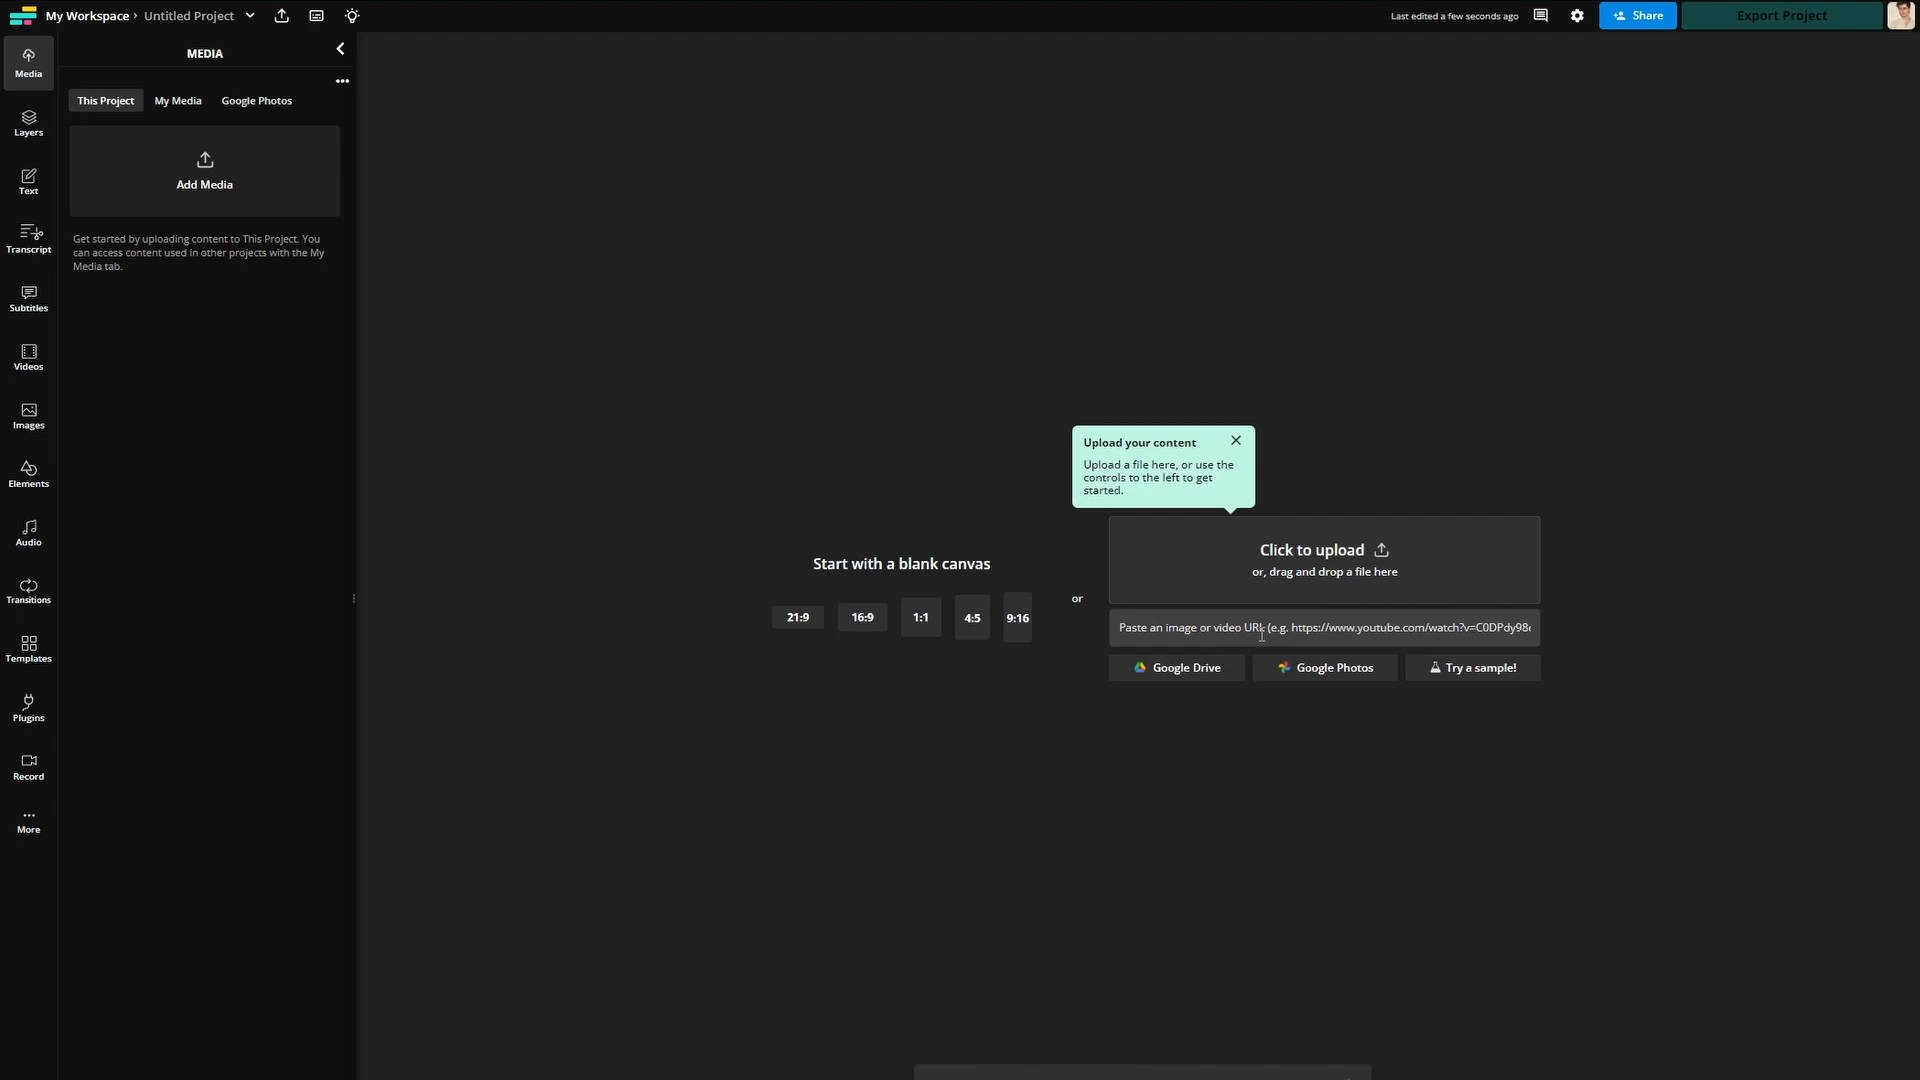 My Workspace › Untitled Project
Last edited a few seconds ago
Share
Export Project
Media
Layers
Text
Transcript
Subtitles
Videos
Images
Elements
Audio
Transitions
Templates
Plugins
Record
More
MEDIA
This Project
My Media
Google Photos
Add Media
Get started by uploading content to This Project. You
can access content used in other projects with the My
Media tab.
Start with a blank canvas
21:9
16:9
1:1
4:5
9:16
or
Upload your content
Upload a file here, or use the
controls to the left to get
started.
Click to upload
or, drag and drop a file here
Paste an image or video URL (e.g. https://www.youtube.com/watch?v=C0DPdy98
Google Drive
Google Photos
Try a sample!